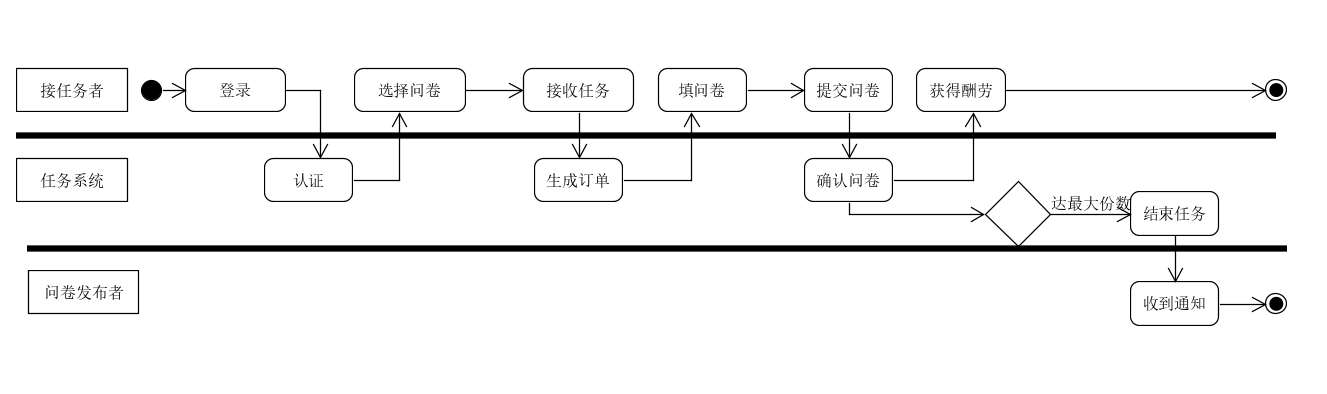 接任务者
登录
选择问卷
接收任务
填问卷
提交问卷
获得酬劳
任务系统
认证
生成订单
确认问卷
达最大份数
结束任务
问卷发布者
收到通知